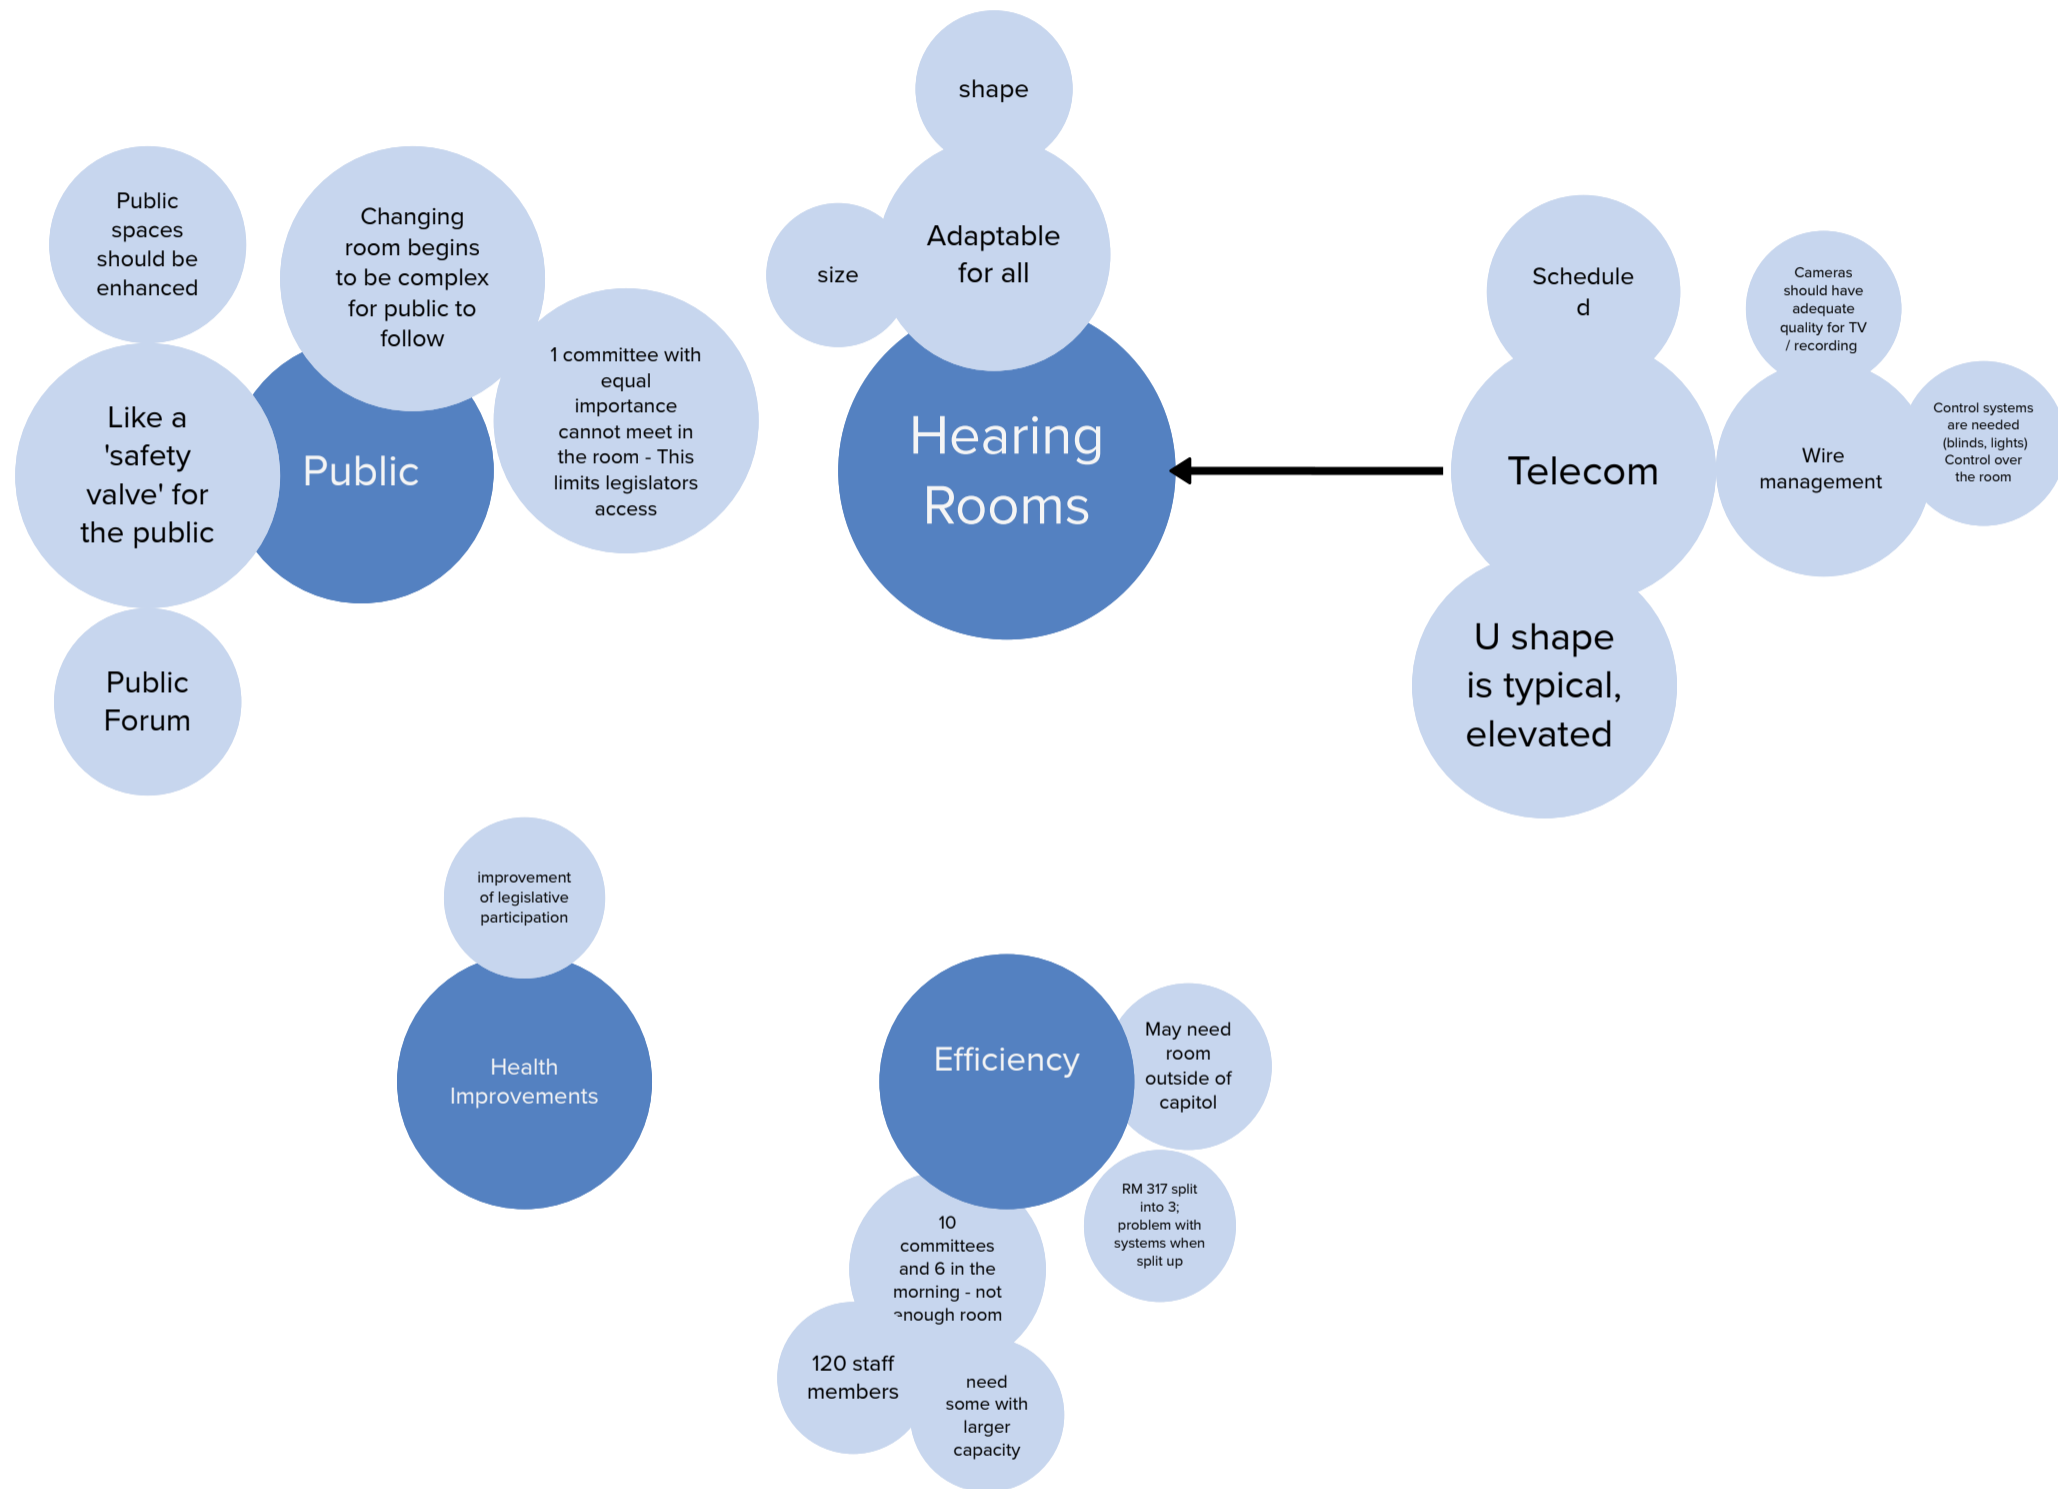 Public
spaces
should be
enhanced
Changing
room begins
to be complex
for public to
follow
1 committee with
equal
importance
cannot meet in
the room - This
limits legislators
access
Like a
'safety
valve' for
the public
Public
Public
Forum
shape
size
Adaptable
for all
Hearing
Rooms
Schedule
d
Telecom
U shape
is typical,
elevated
Cameras
should have
adequate
quality for TV
/ recording
Wire
management
Control systems
are needed
(blinds, lights)
Control over
the room
improvement
of legislative
participation
Health
Improvements
Efficiency
May need
room
outside of
capitol
RM 317 split
into 3;
problem with
systems when
split up
10
committees
and 6 in the
morning - not
enough room
120 staff
members
need
some with
larger
capacity